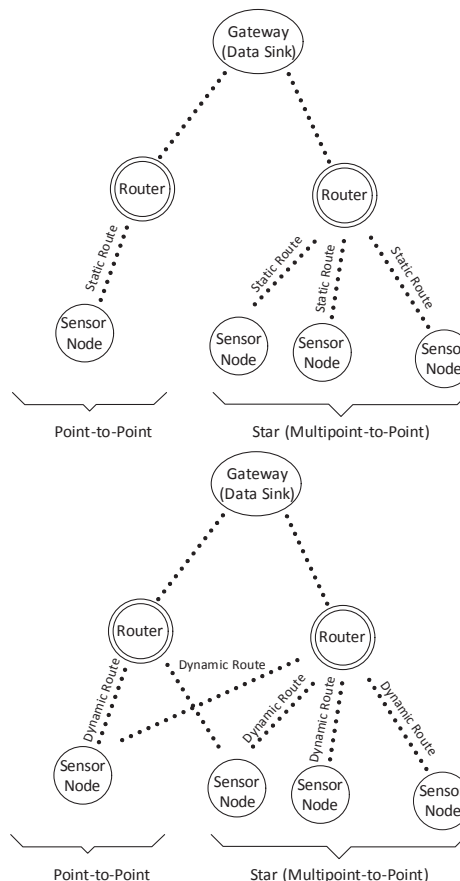 Gateway
(Data Sink)
Router
Router
Static Route
Static Route
Static Route
Static Route
Sensor
Node
Sensor
Node
Sensor
Node
Sensor
Node
Point-to-Point
Star (Multipoint-to-Point)
Gateway
(Data Sink)
Router
Router
Dynamic Route
Dynamic Route
Dynamic Route
Dynamic Route
Dynamic Route
Sensor
Node
Sensor
Node
Sensor
Node
Sensor
Node
Point-to-Point
Star (Multipoint-to-Point)